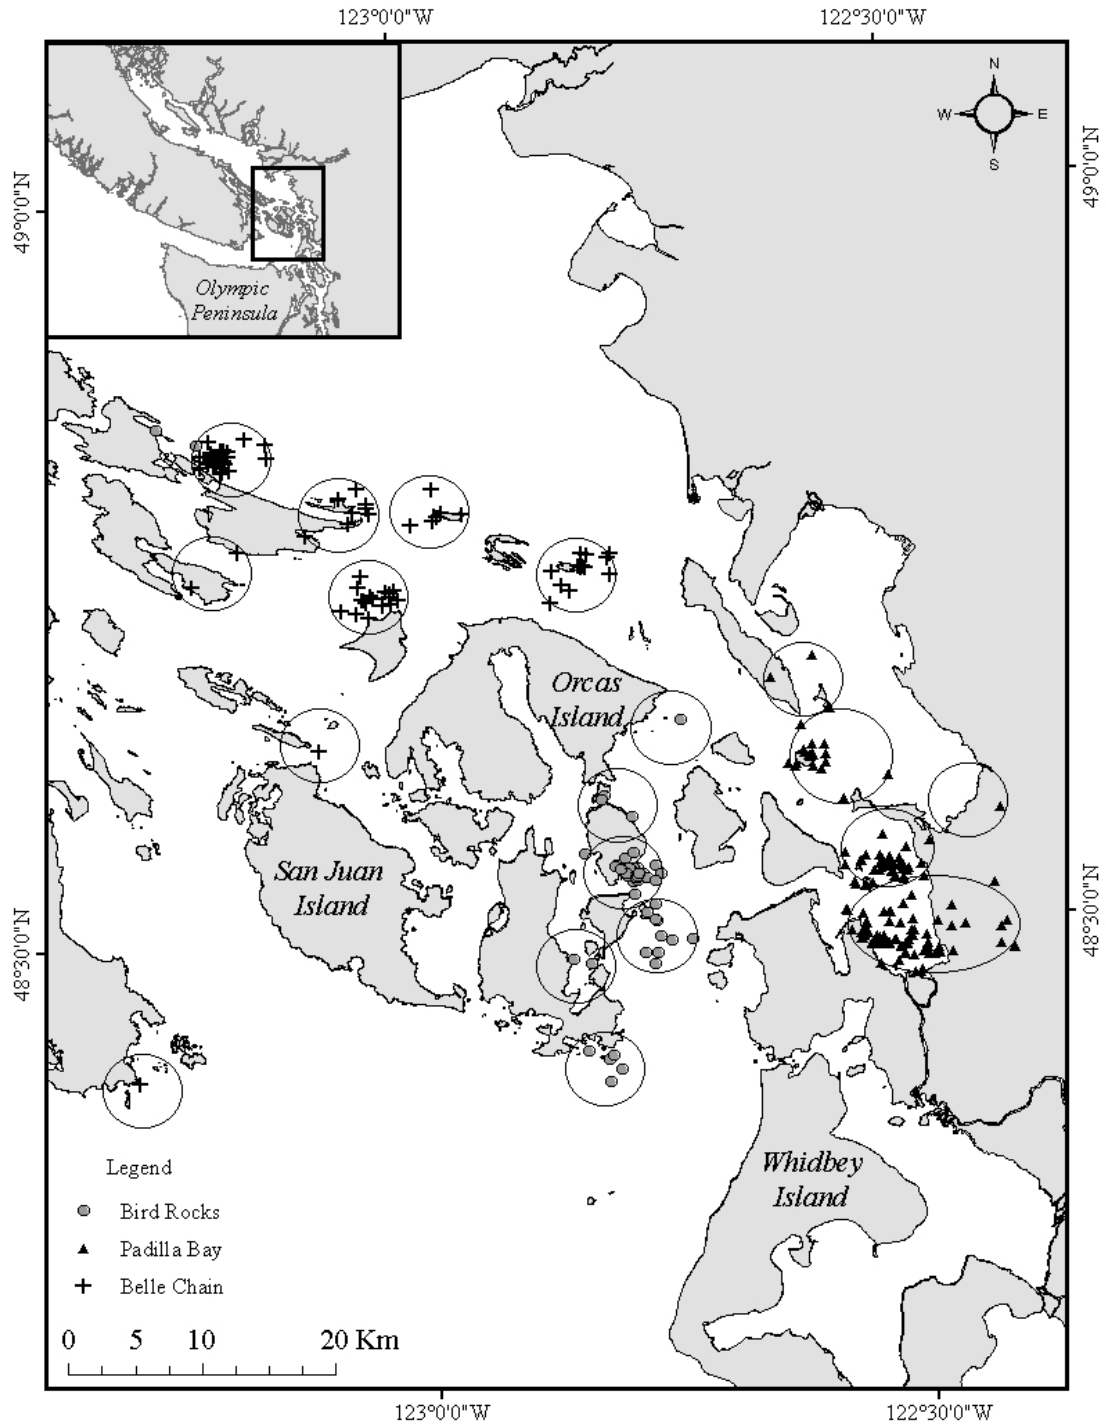 123°0'0"W
122°30'0"W
N
W
E
S
49°0'0"N
49°0'0"N
Olympic
Peninsula
Orcas
Island
San Juan
Island
48°30'0"N
48°30'0"N
Whidbey
Island
Legend
Bird Rocks
Padilla Bay
Belle Chain
0 5 10 20 Km
123°0'0"W
122°30'0"W